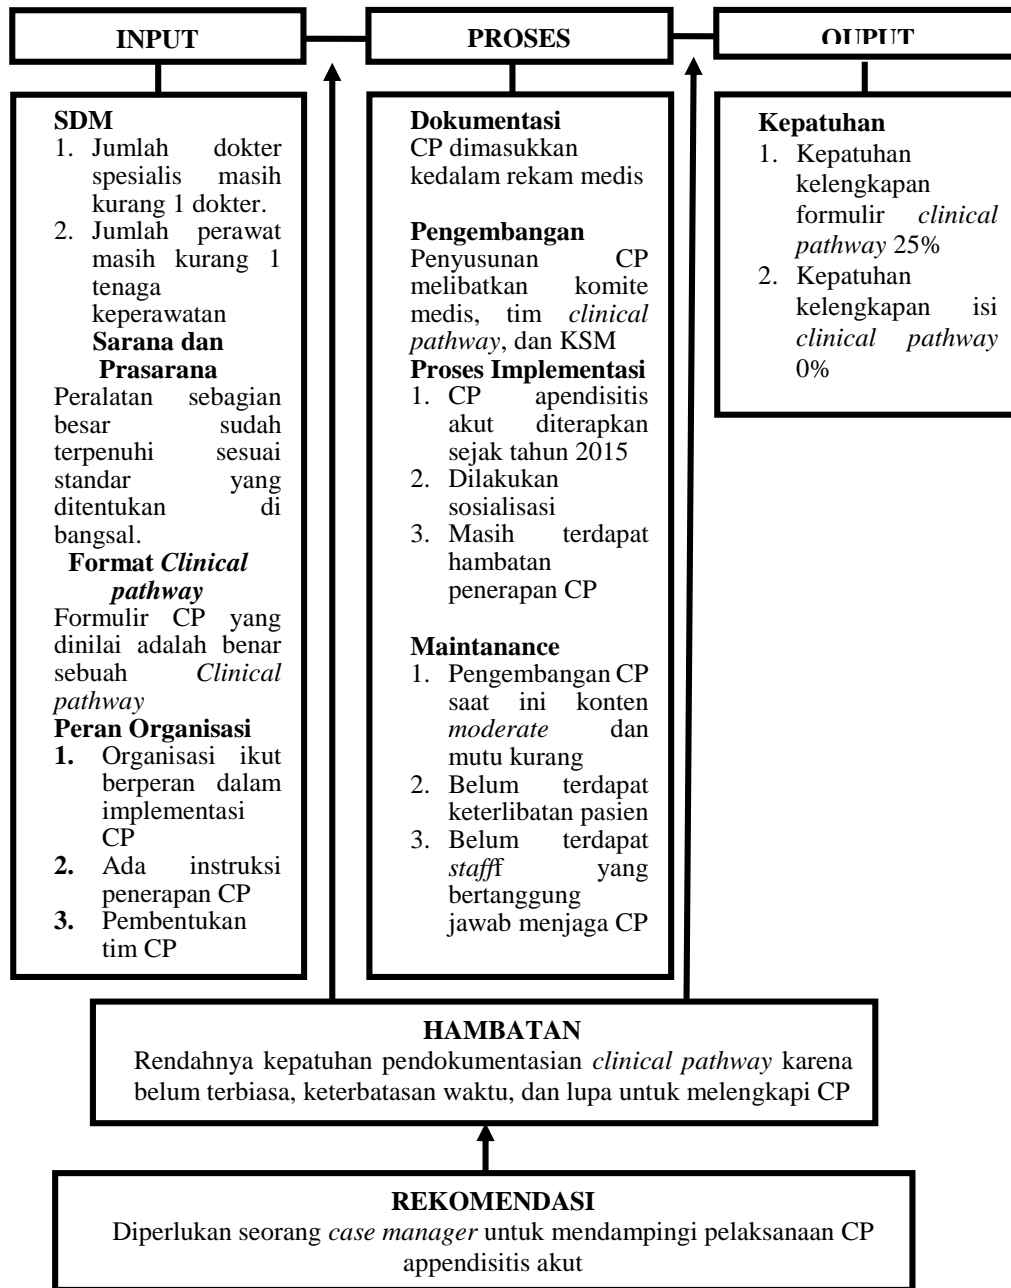 INPUT
PROSES
OUPUT
SDM
1. Jumlah dokter
spesialis masih
kurang 1 dokter.
2. Jumlah perawat
masih kurang 1
tenaga
keperawatan
Sarana dan
Prasarana
Peralatan sebagian
besar sudah
terpenuhi sesuai
standar yang
ditentukan di
bangsal.
Format Clinical
pathway
Formulir CP yang
dinilai adalah benar
sebuah Clinical
pathway
Peran Organisasi
1. Organisasi ikut
berperan dalam
implementasi
CP
2. Ada instruksi
penerapan CP
3. Pembentukan
tim CP
Dokumentasi
CP dimasukkan
kedalam rekam medis
Pengembangan
Penyusunan CP
melibatkan komite
medis, tim clinical
pathway, dan KSM
Proses Implementasi
1. CP apendisitis
akut diterapkan
sejak tahun 2015
2. Dilakukan
sosialisasi
3. Masih terdapat
hambatan
penerapan CP
Maintanance
1. Pengembangan CP
saat ini konten
moderate dan
mutu kurang
2. Belum terdapat
keterlibatan pasien
3. Belum terdapat
stafff yang
bertanggung
jawab menjaga CP
Kepatuhan
1. Kepatuhan
kelengkapan
formulir clinical
pathway 25%
2. Kepatuhan
kelengkapan isi
clinical pathway
0%
HAMBATAN
Rendahnya kepatuhan pendokumentasian clinical pathway karena
belum terbiasa, keterbatasan waktu, dan lupa untuk melengkapi CP
REKOMENDASI
Diperlukan seorang case manager untuk mendampingi pelaksanaan CP
appendisitis akut